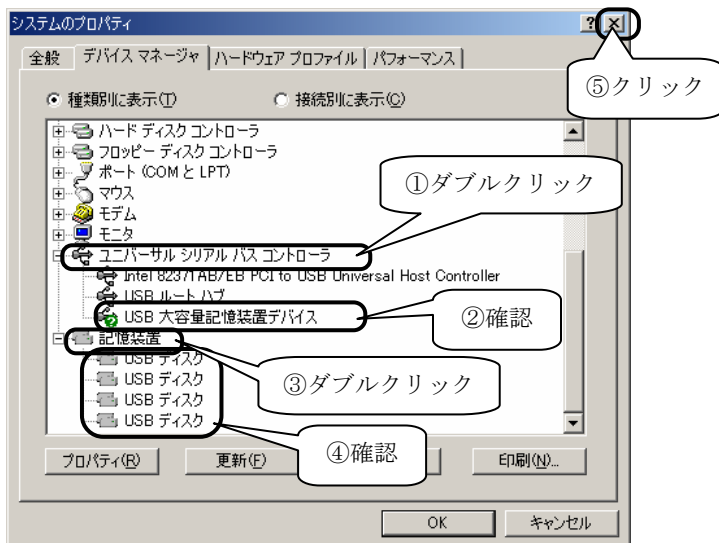 システムのプロパティ
? ×
⑤クリック
全般 デバイス マネージャ ハードウェア プロファイル パフォーマンス
種類別に表示(T) 接続別に表示(C)
ハード ディスク コントローラ
フロッピー ディスク コントローラ
ポート (COM と LPT)
マウス
①ダブルクリック
モデム
モニタ
ユニバーサル シリアル バス コントローラ
Intel 82371AB/EB PCI to USB Universal Host Controller
USB ルート ハブ
USB 大容量記憶装置デバイス
②確認
記憶装置
USB ディスク
USB ディスク
③ダブルクリック
USB ディスク
USB ディスク
④確認
プロパティ(R) 更新(F) 印刷(N)...
OK キャンセル